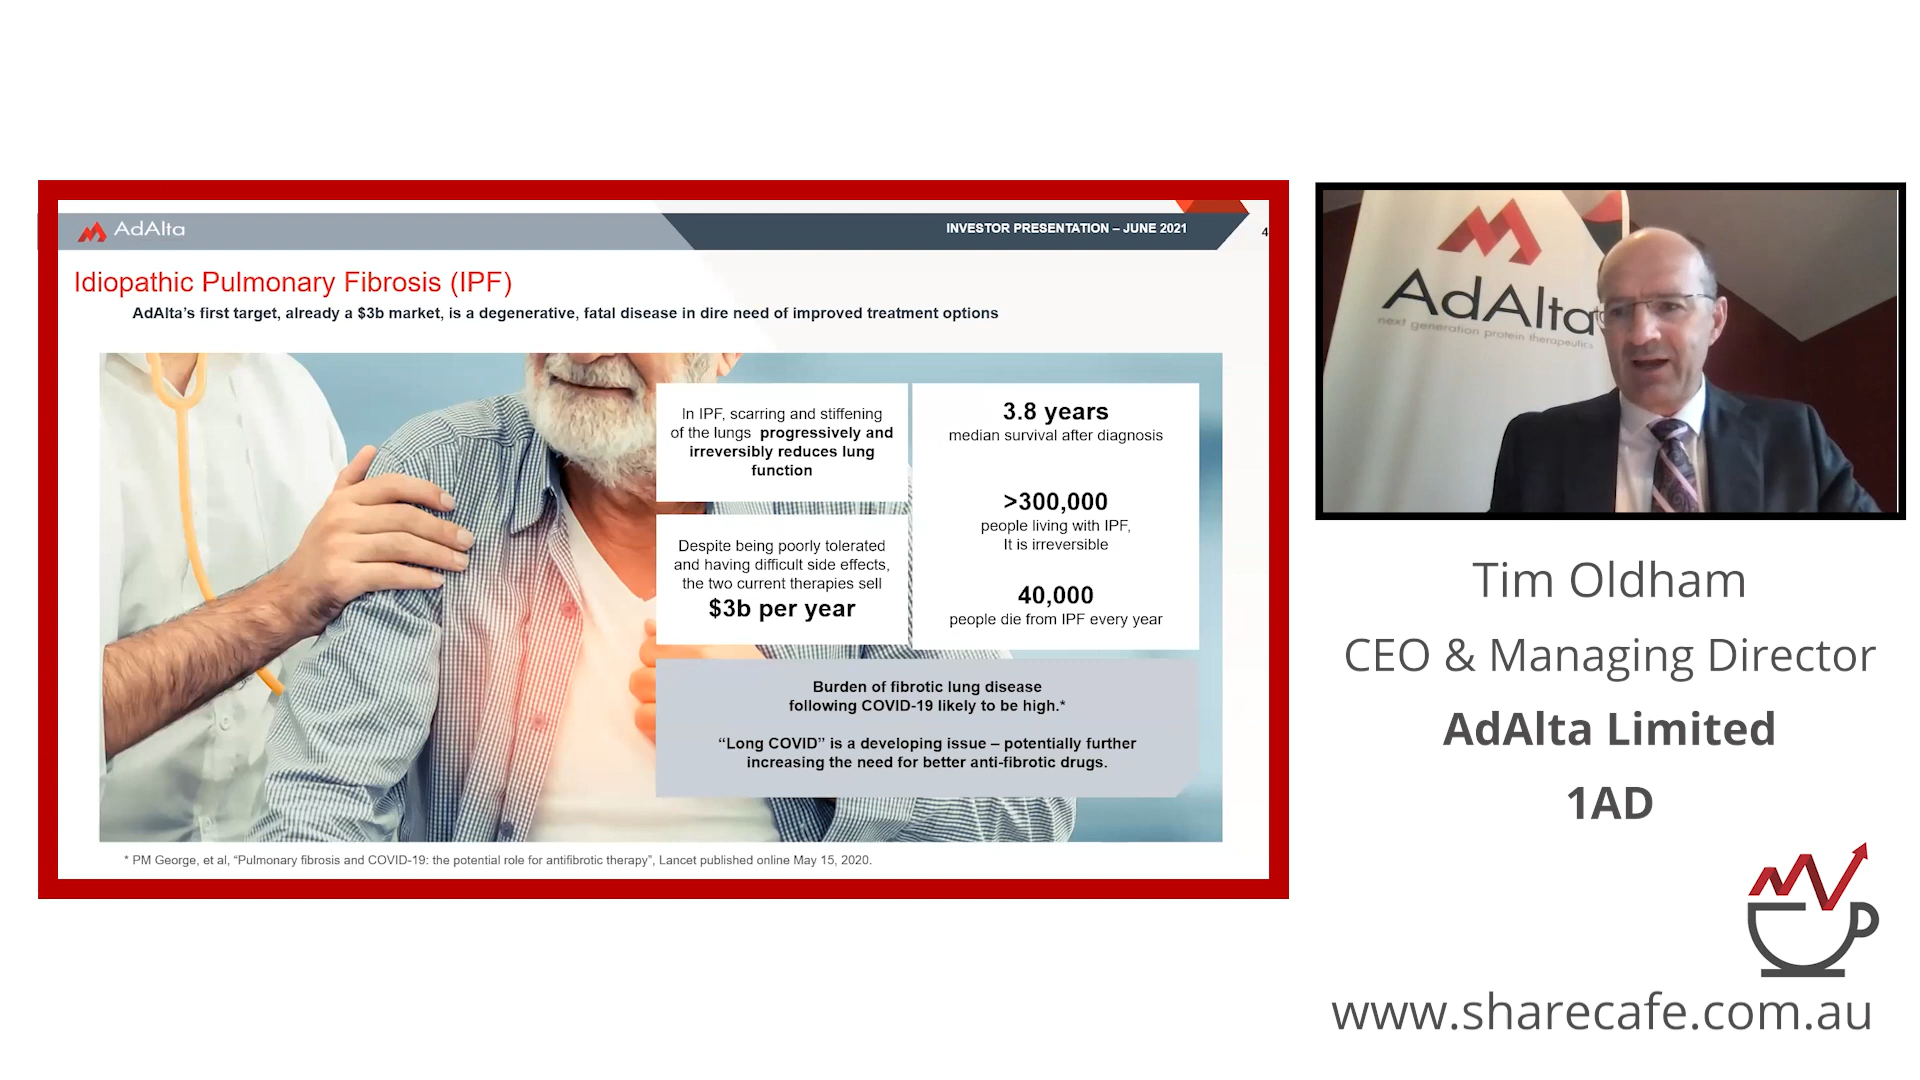 AdAlta
INVESTOR PRESENTATION – JUNE 2021
4
Idiopathic Pulmonary Fibrosis (IPF)
AdAlta's first target, already a $3b market, is a degenerative, fatal disease in dire need of improved treatment options
In IPF, scarring and stiffening
of the lungs progressively and
irreversibly reduces lung
function
Despite being poorly tolerated
and having difficult side effects,
the two current therapies sell
$3b per year
3.8 years
median survival after diagnosis
>300,000
people living with IPF,
It is irreversible
40,000
people die from IPF every year
Burden of fibrotic lung disease
following COVID-19 likely to be high.*
“Long COVID” is a developing issue – potentially further
increasing the need for better anti-fibrotic drugs.
* PM George, et al, “Pulmonary fibrosis and COVID-19: the potential role for antifibrotic therapy”, Lancet published online May 15, 2020.
AdAlta
next generation protein therapeutics
Tim Oldham
CEO & Managing Director
AdAlta Limited
1AD
www.sharecafe.com.au